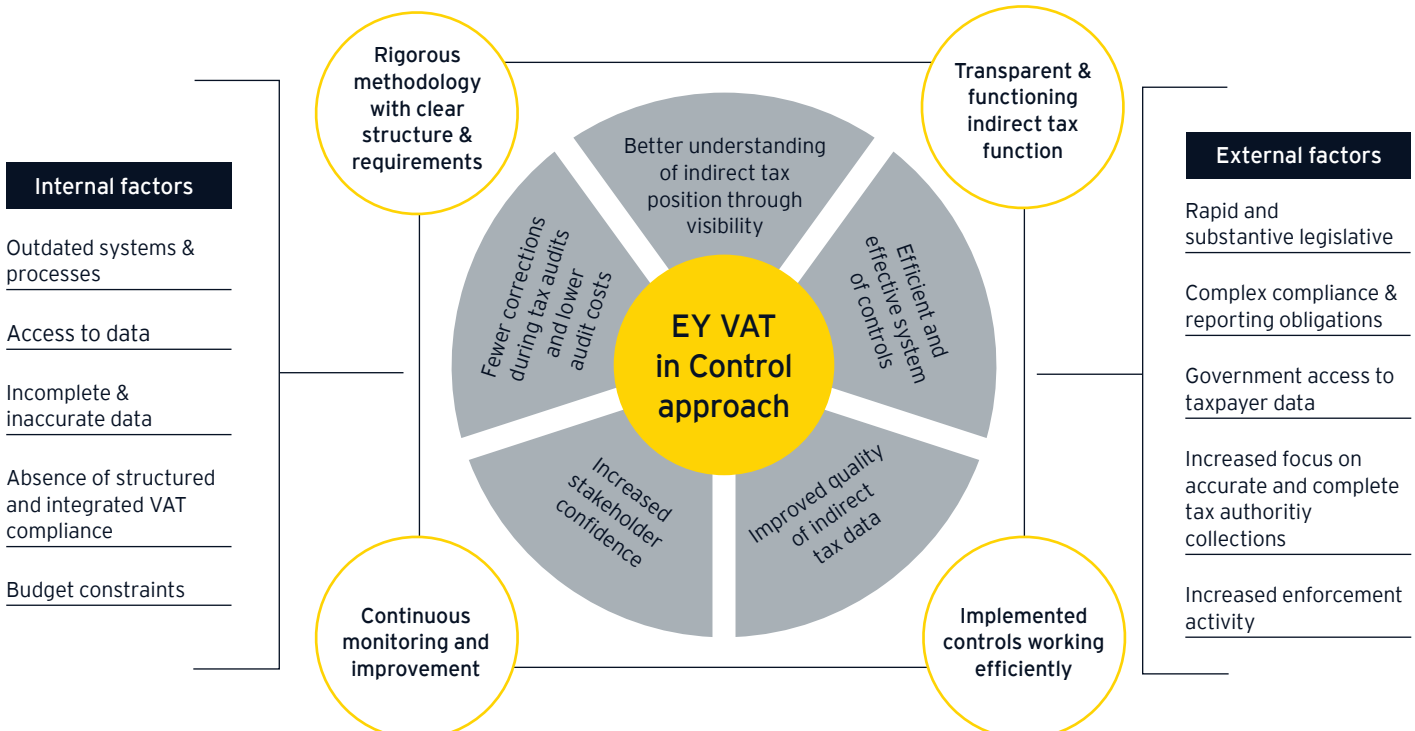 Internal factors
Outdated systems &
processes
Access to data
Incomplete &
inaccurate data
Absence of structured
and integrated VAT
compliance
Budget constraints
Rigorous
methodology
with clear
structure &
requirements
Transparent &
functioning
indirect tax
function
Continuous
monitoring and
improvement
Implemented
controls working
efficiently
Better understanding
of indirect tax
position through
visibility
Efficient and
effective system
of controls
Improved quality
of indirect
tax data
Increased
stakeholder
confidence
Fewer corrections
during tax audits
and lower
audit costs
EY VAT
in Control
approach
External factors
Rapid and
substantive legislative
Complex compliance &
reporting obligations
Government access to
taxpayer data
Increased focus on
accurate and complete
tax authoritiy
collections
Increased enforcement
activity